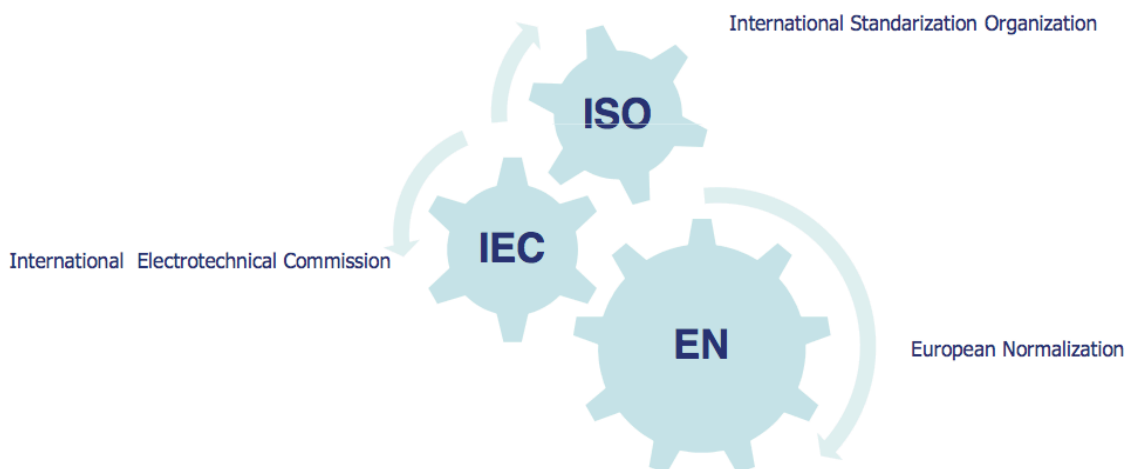 International Standarization Organization
ISO
IEC
International Electrotechnical Commission
EN
European Normalization